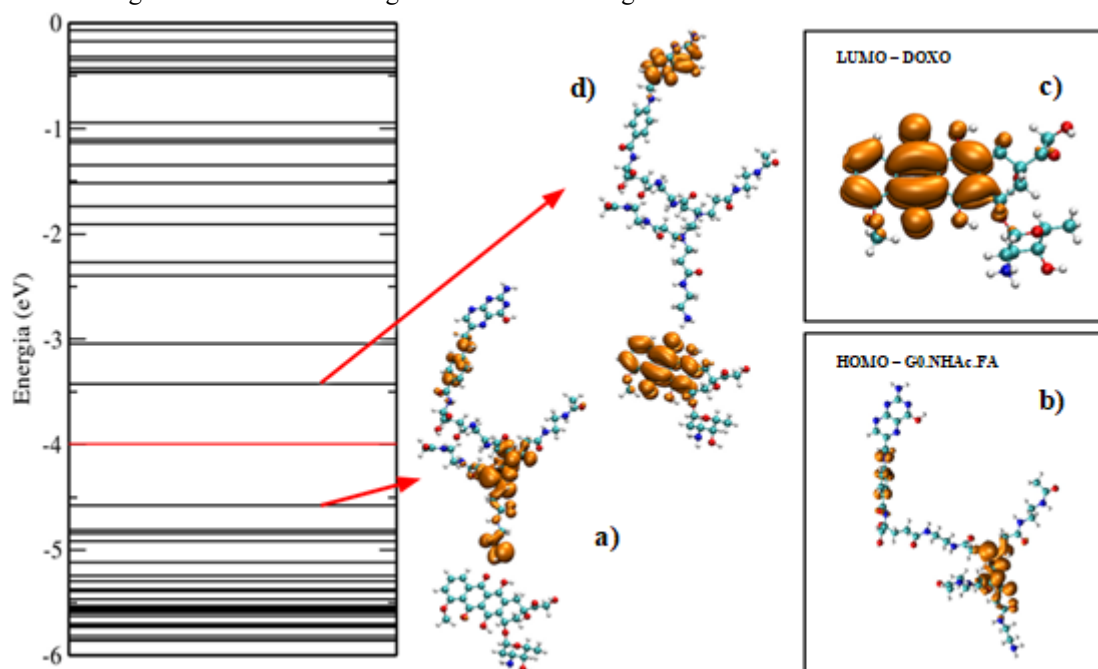 0
-1
-2
-3
-4
-5
-6
Energia (eV)
d)
a)
LUMO – DOXO
c)
HOMO – G0.NHAc.FA
b)